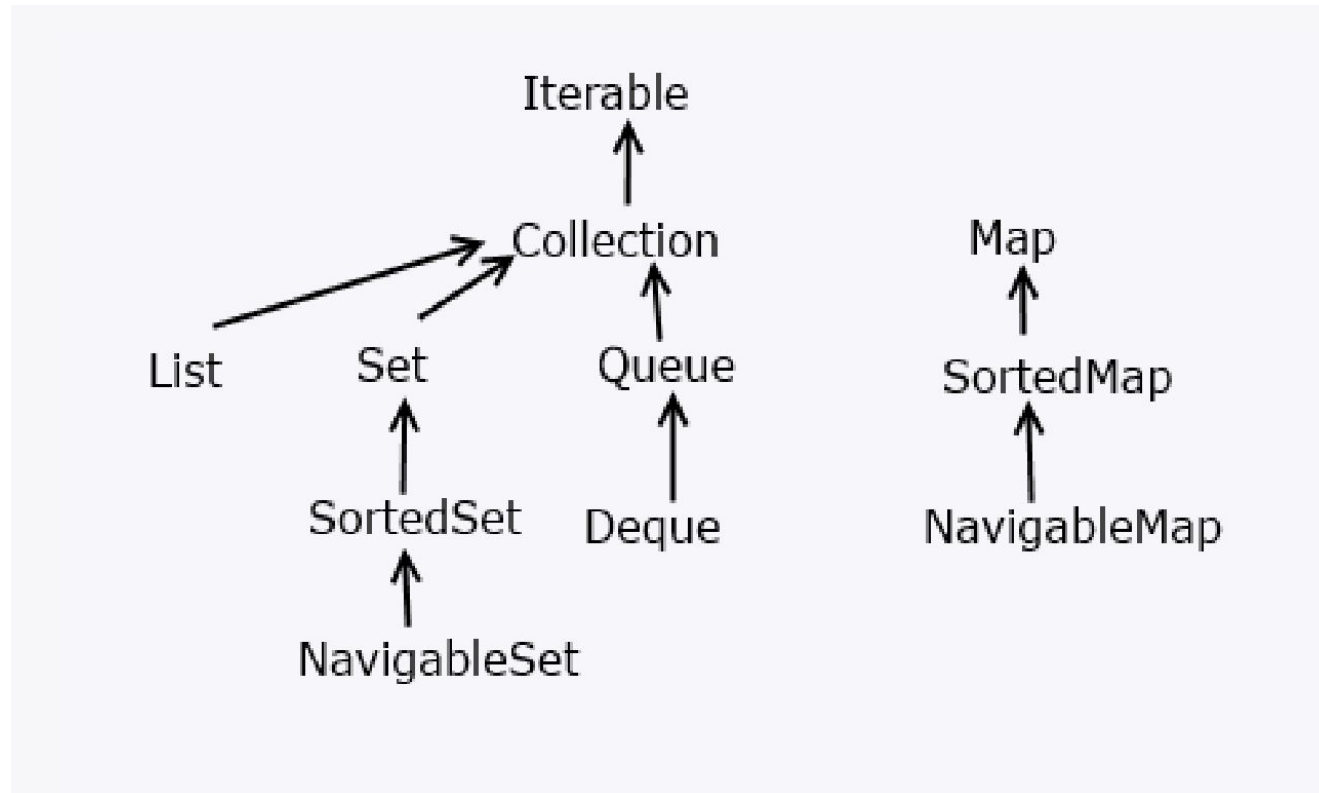 Iterable
Collection
Map
List
Set
Queue
SortedMap
SortedSet
Deque
NavigableMap
NavigableSet